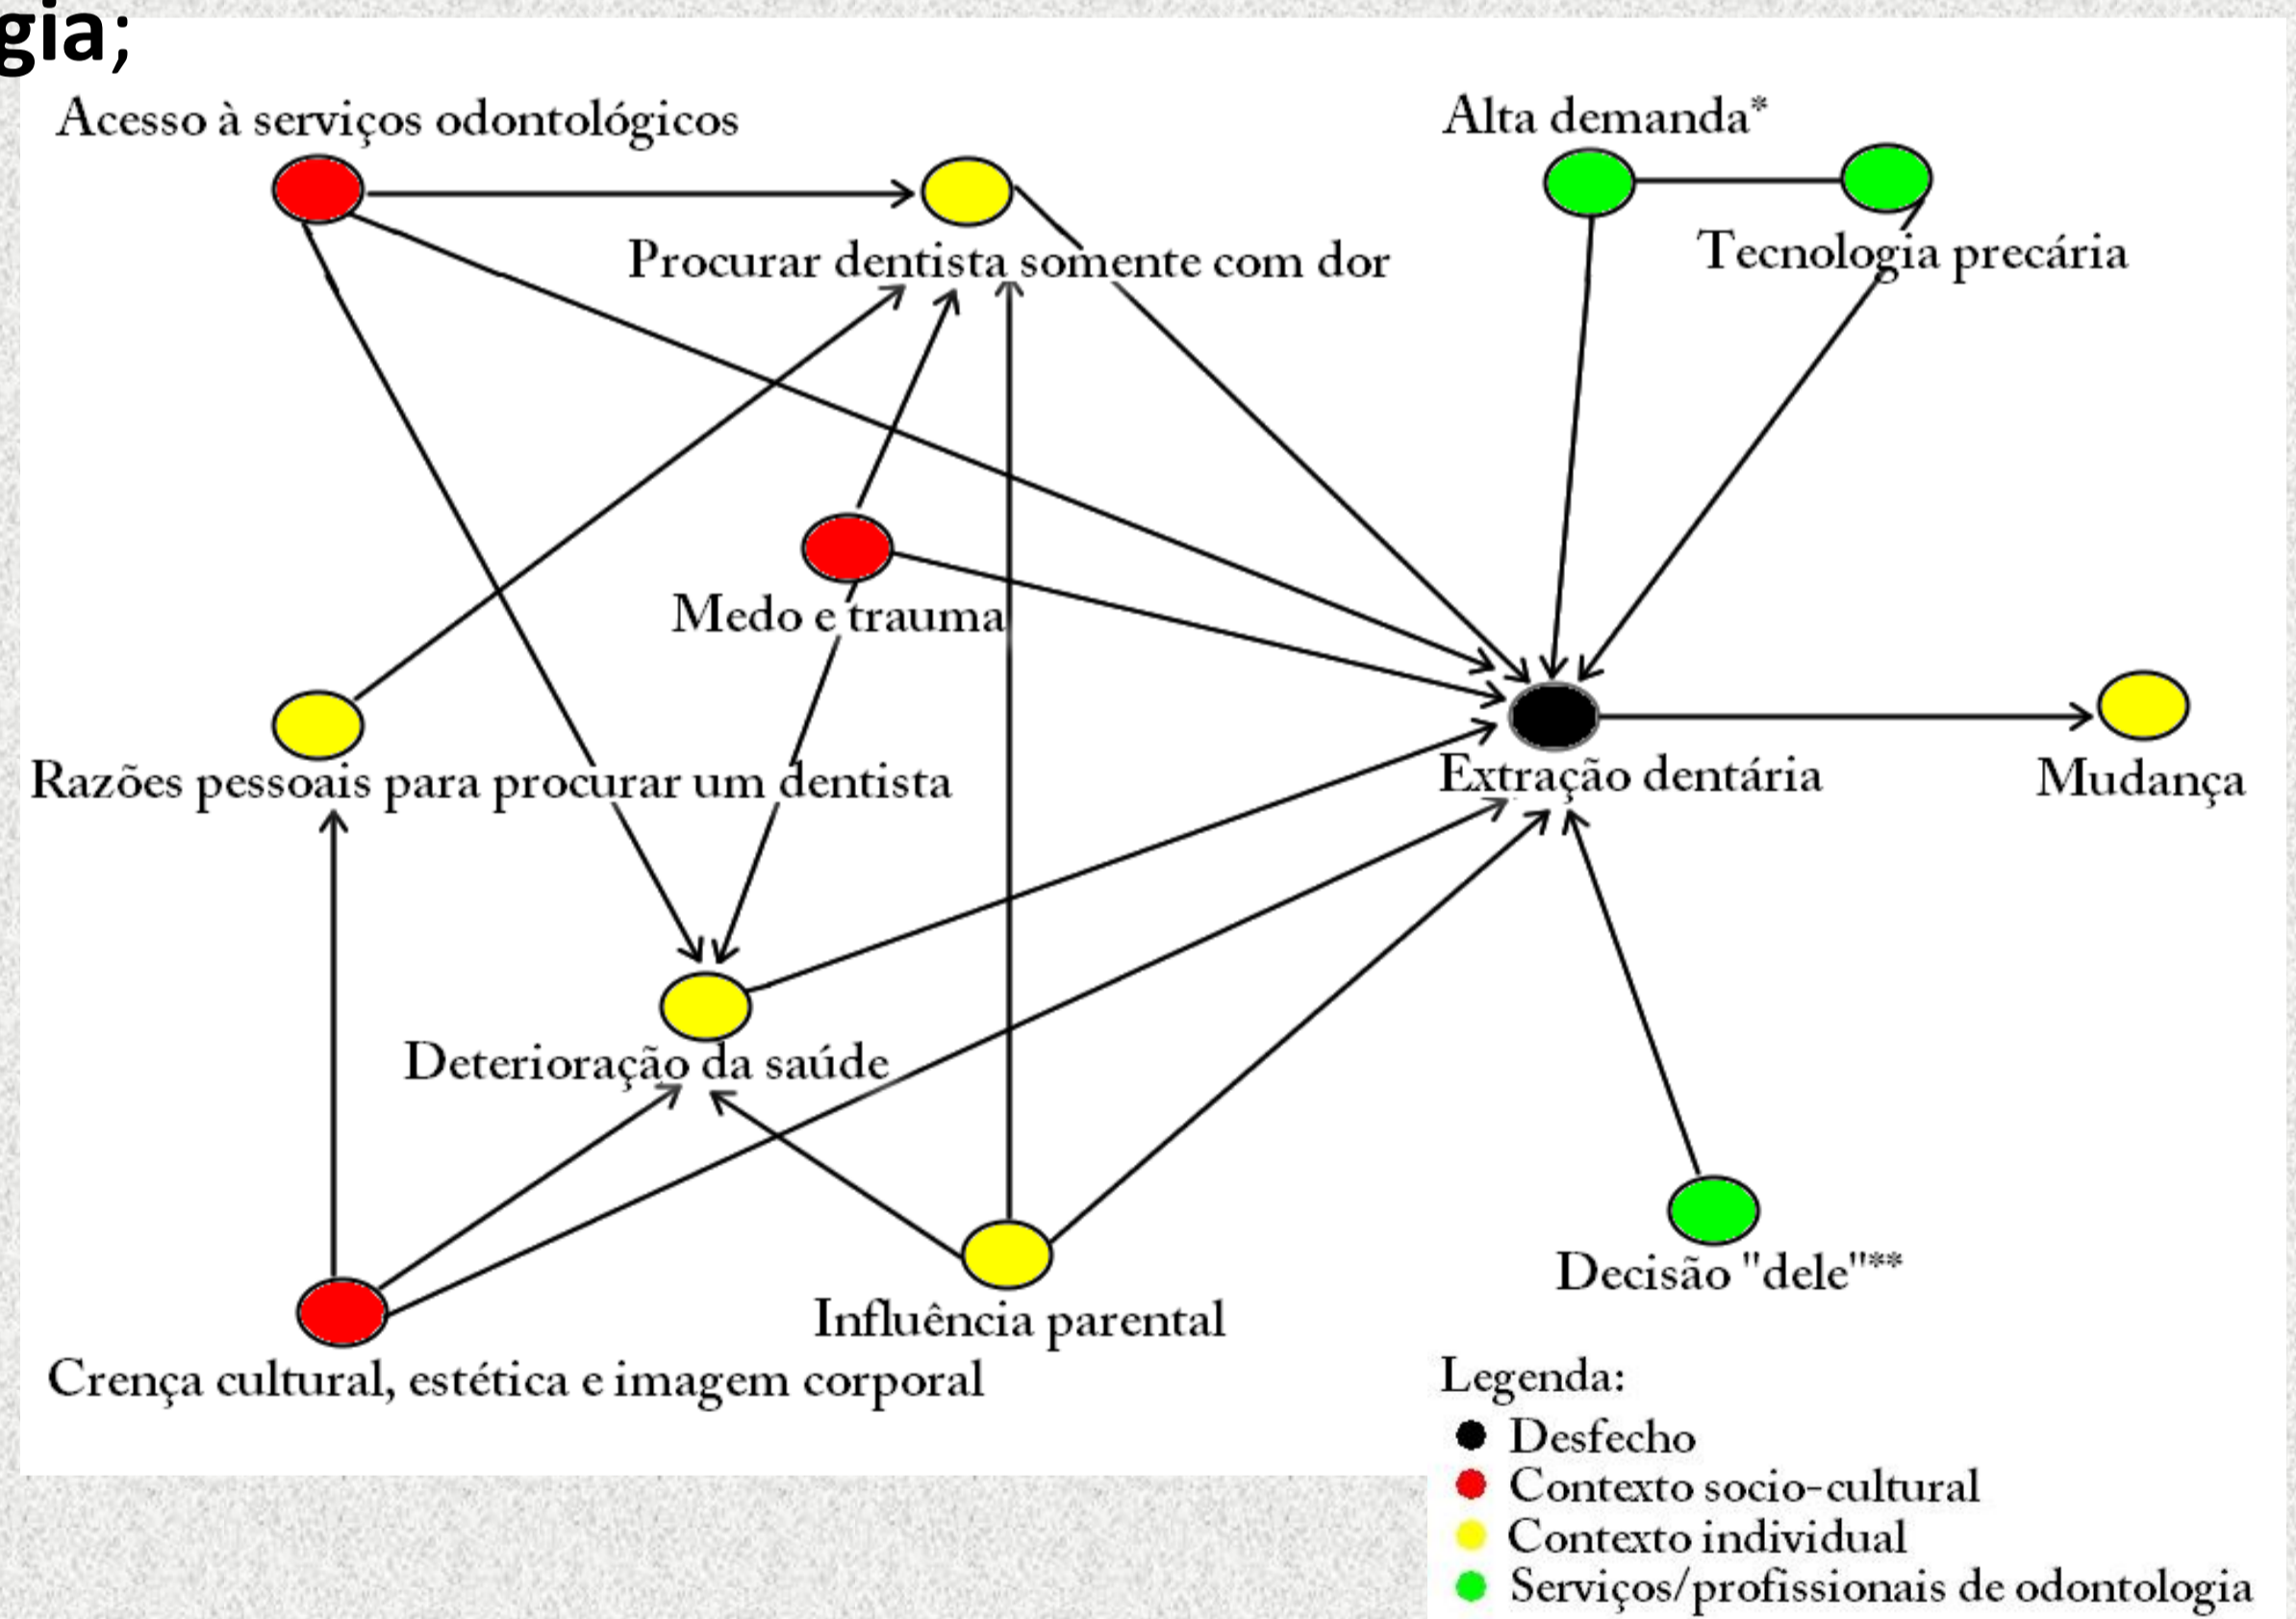 gia;
Acesso à serviços odontológicos
Alta demanda*
Procurar dentista somente com dor
Tecnologia precária
Medo e trauma
Razões pessoais para procurar um dentista
Extração dentária
Mudança
Deterioração da saúde
Decisão "dele"**
Influência parental
Crença cultural, estética e imagem corporal
Legenda:
Desfecho
Contexto socio-cultural
Contexto individual
Serviços/profissionais de odontologia